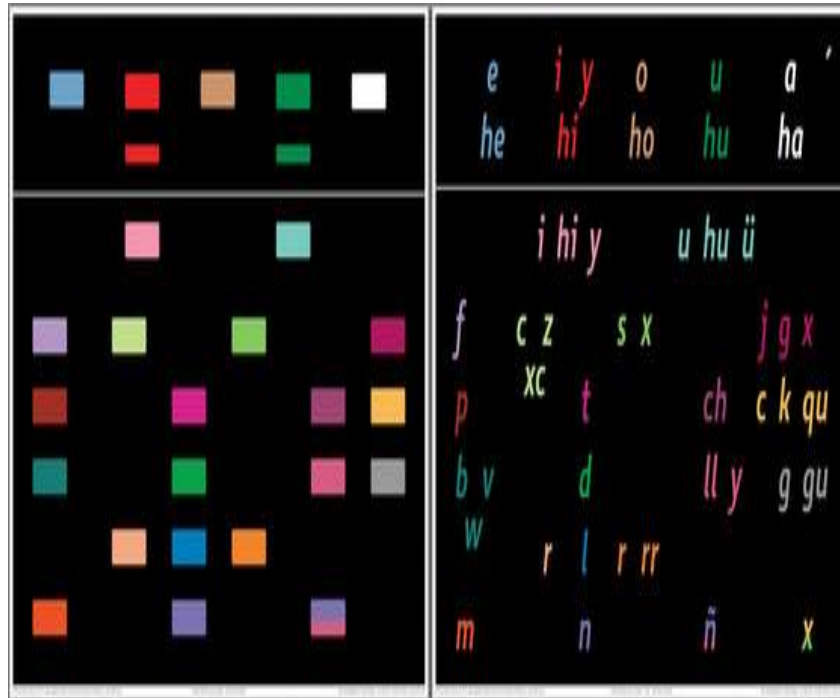 e i y o u a ´
he hi ho hu ha
i hi y u hu ü
f c z s x j g x
xc
p t ch c k qu
b v d ll y g gu
w
r l r rr
m n ñ x